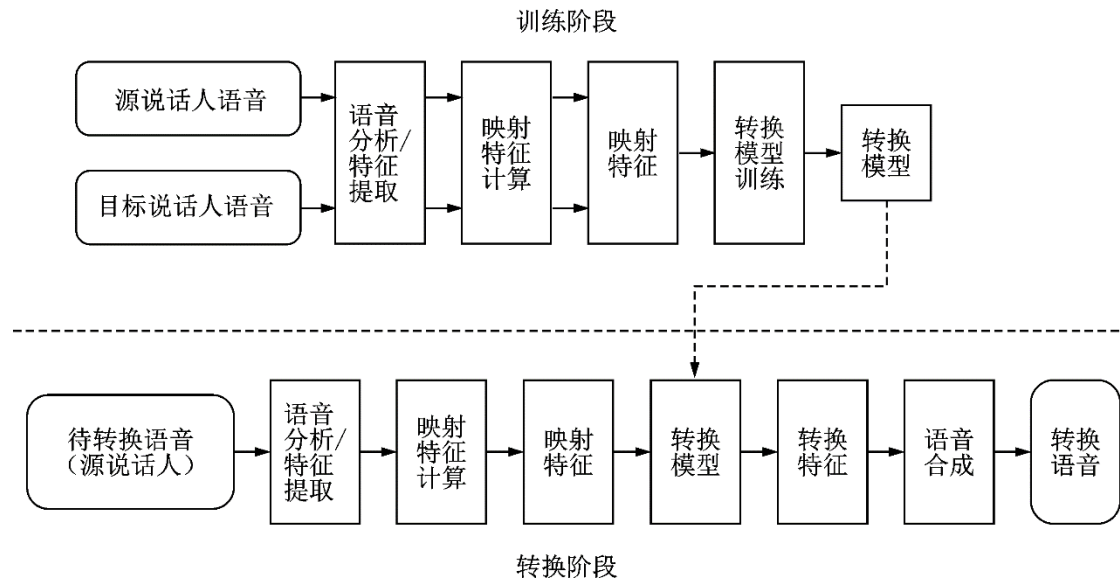 训练阶段
源说话人语音
目标说话人语音
语音
分析/
特征
提取
映射
特征
计算
映射
特征
转换
模型
训练
转换
模型
待转换语音
（源说话人）
语音
分析/
特征
提取
映射
特征
计算
映射
特征
转换
模型
转换
特征
语音
合成
转换
语音
转换阶段